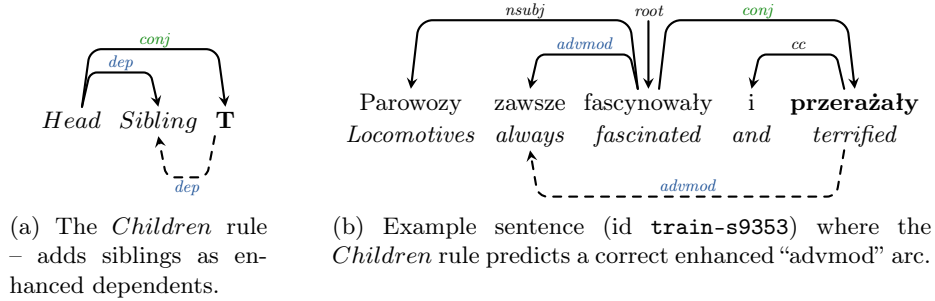 conj
dep
Head Sibling T
dep
nsubj root conj
advmod cc
Parowozy zawsze fascynowały i przerażały
Locomotives always fascinated and terrified
advmod
(a) The Children rule
– adds siblings as en-
hanced dependents.
(b) Example sentence (id train-s9353) where the
Children rule predicts a correct enhanced “advmod” arc.